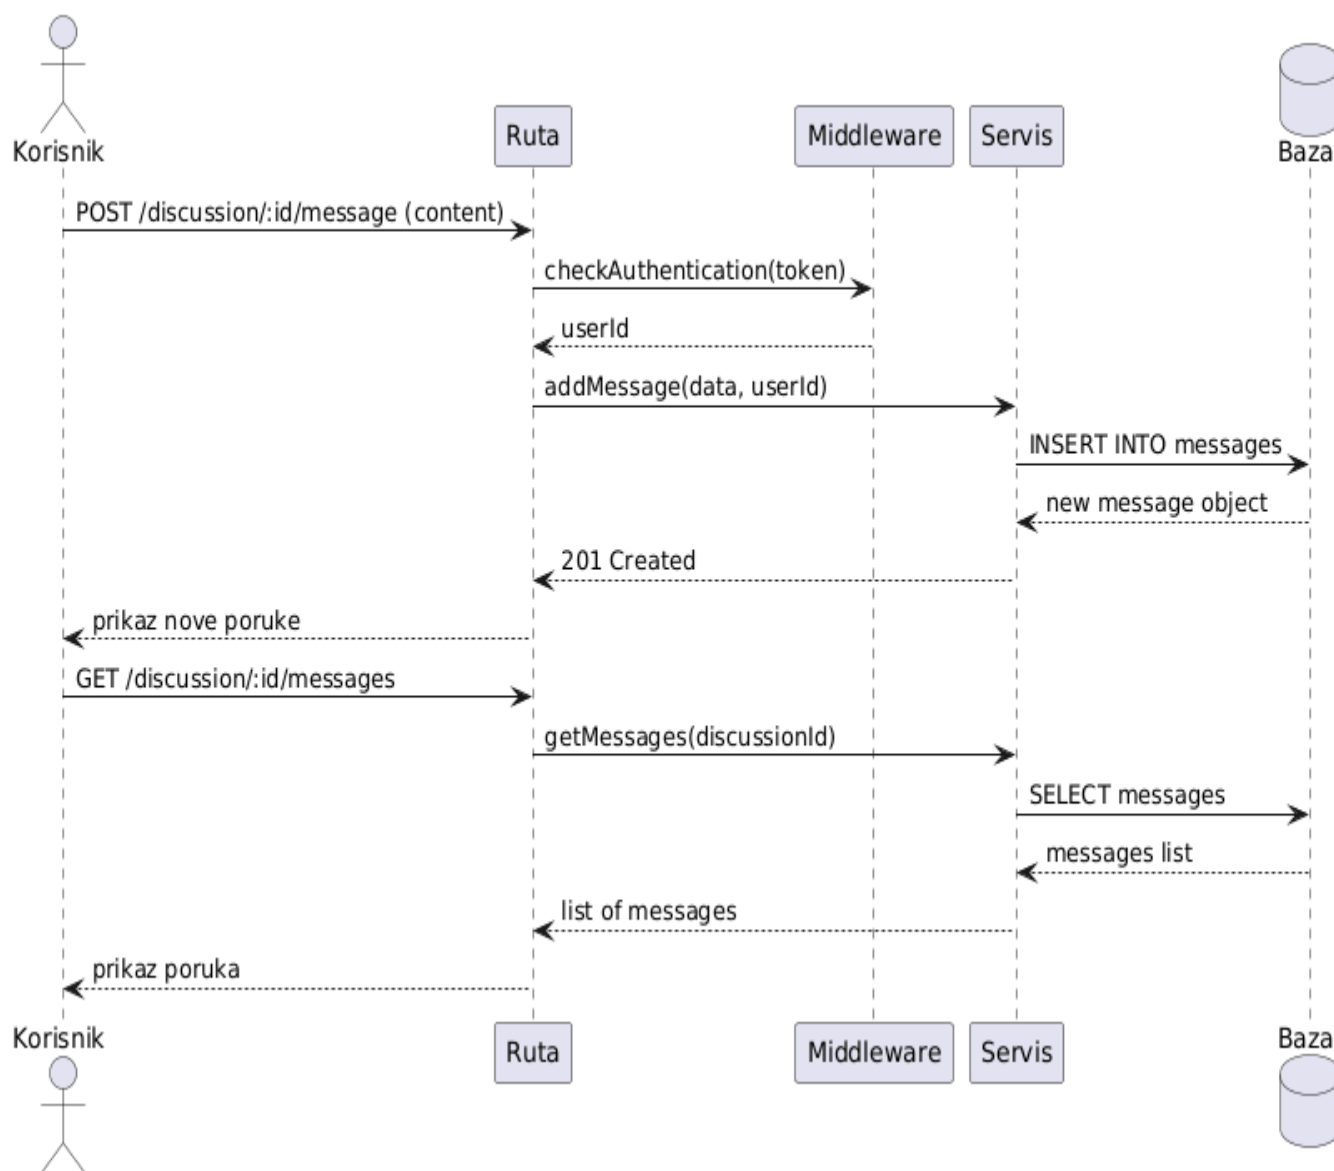 Korisnik
Ruta
Middleware
Servis
Baza
POST /discussion/:id/message (content)
checkAuthentication(token)
userId
addMessage(data, userId)
INSERT INTO messages
new message object
201 Created
prikaz nove poruke
GET /discussion/:id/messages
getMessages(discussionId)
SELECT messages
messages list
list of messages
prikaz poruka
Korisnik
Ruta
Middleware
Servis
Baza